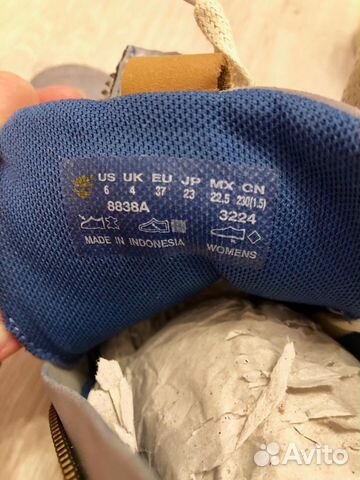 US UK EU JP MX CN
6 4 37 23 22.5 230(1.5)
8838A 3224
MADE IN INDONESIA WOMENS
Avito